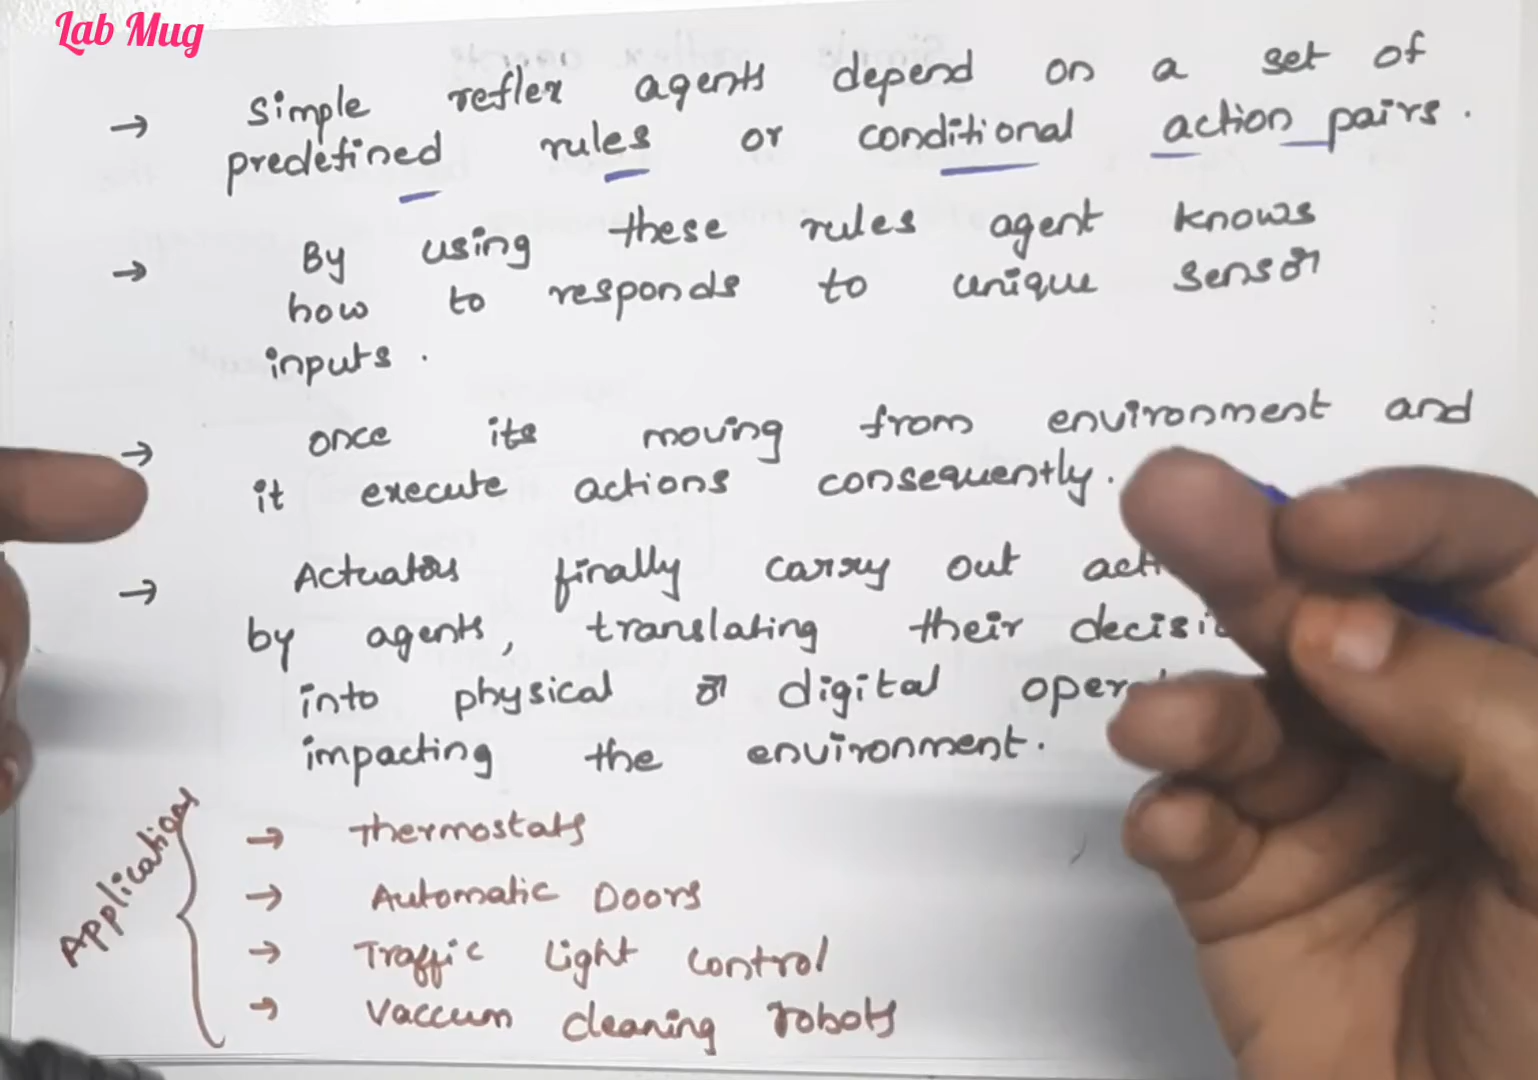 Lab Mug
→ Simple reflex agents depend on a set of
predefined rules or conditional action pairs.
→ By using these rules agent knows
how to responds to unique sensor
inputs.
→ once its moving from environment and
it execute actions consequently.
→ Actuators finally carry out
by agents, translating their
into physical or digital
impacting the environment.
Applications
→ Thermostats
→ Automatic Doors
→ Traffic Light control
→ Vaccum cleaning robots